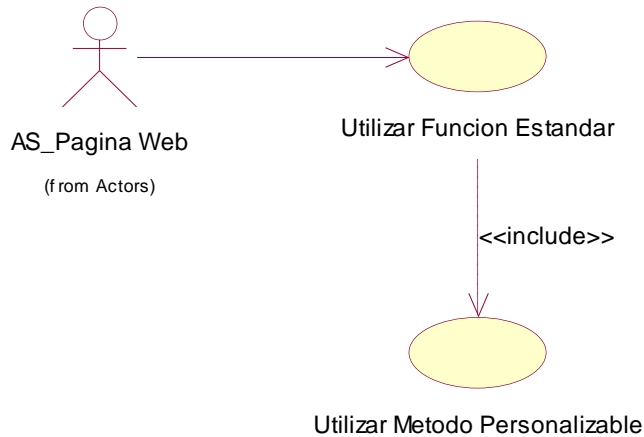 Utilizar Funcion Estandar
AS_Pagina Web
(from Actors)
<<include>>
Utilizar Metodo Personalizable